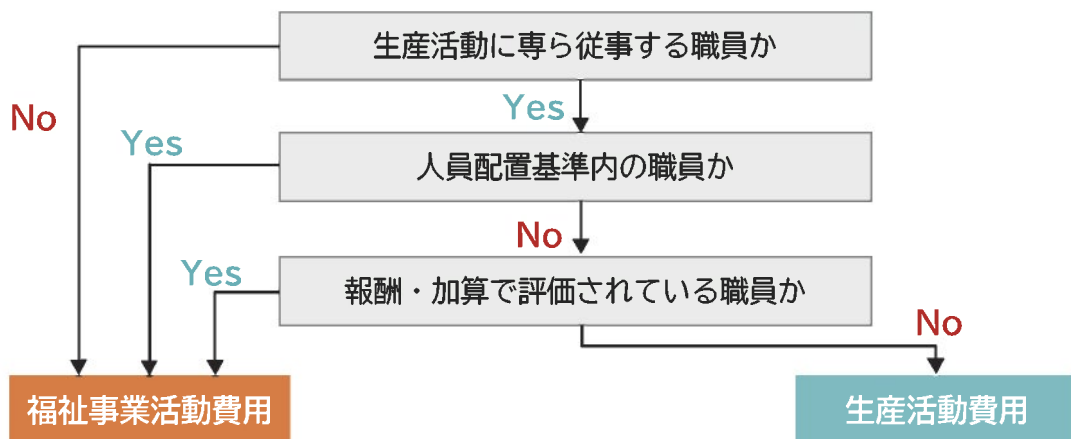 生産活動に専ら従事する職員か
No
Yes
Yes
人員配置基準内の職員か
No
Yes
報酬・加算で評価されている職員か
No
福祉事業活動費用
生産活動費用